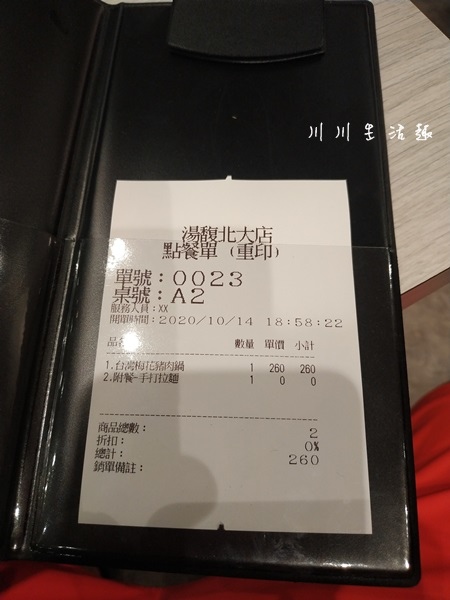 川川生活趣
湯馥北大店
點餐單 (重印)
單號：0023
桌號：A2
服務人員：XX
開單時間：2020/10/14 18:58:22
品名 數量 單價 小計
1.台灣梅花豬肉鍋 1 260 260
2.附餐-手打拉麵 1 0 0
商品總數： 2
折扣： 0%
總計： 260
銷單備註：